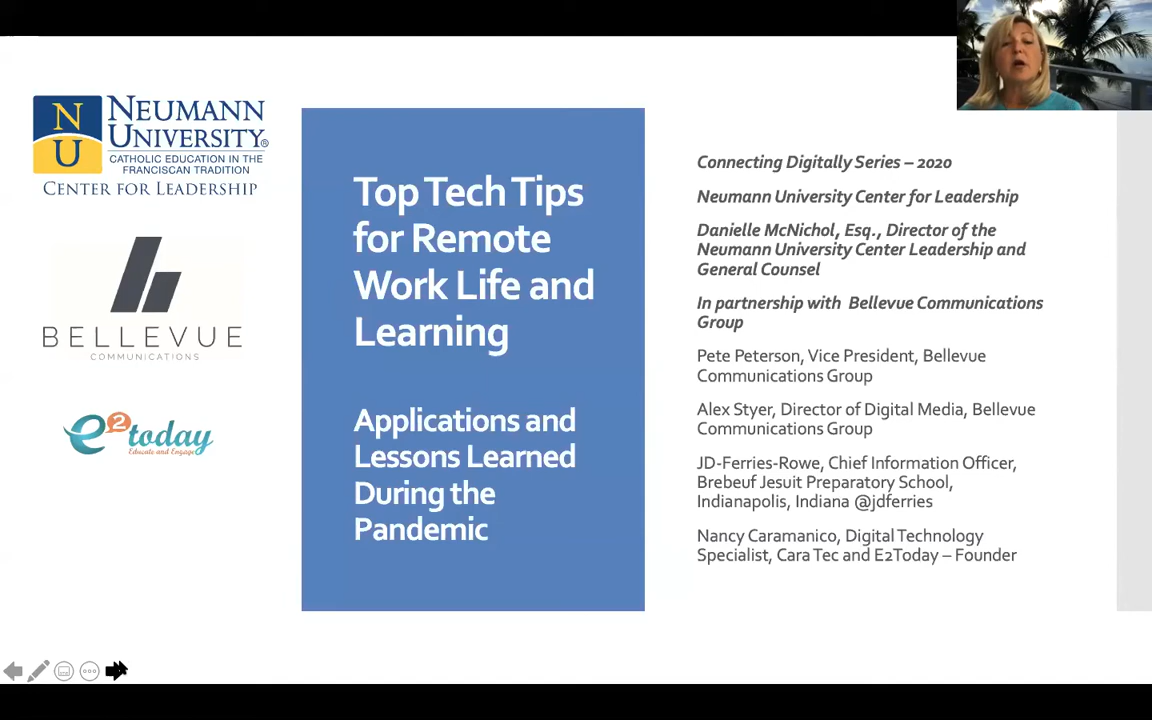 NU
NEUMANN
UNIVERSITY®
CATHOLIC EDUCATION IN THE
FRANCISCAN TRADITION
CENTER FOR LEADERSHIP
BELLEVUE
COMMUNICATIONS
e2today
Educate and Engage
Top Tech Tips
for Remote
Work Life and
Learning
Applications and
Lessons Learned
During the
Pandemic
Connecting Digitally Series – 2020
Neumann University Center for Leadership
Danielle McNichol, Esq., Director of the
Neumann University Center Leadership and
General Counsel
In partnership with Bellevue Communications
Group
Pete Peterson, Vice President, Bellevue
Communications Group
Alex Styer, Director of Digital Media, Bellevue
Communications Group
JD-Ferries-Rowe, Chief Information Officer,
Brebeuf Jesuit Preparatory School,
Indianapolis, Indiana @jdferries
Nancy Caramanico, Digital Technology
Specialist, Cara Tec and E2Today – Founder